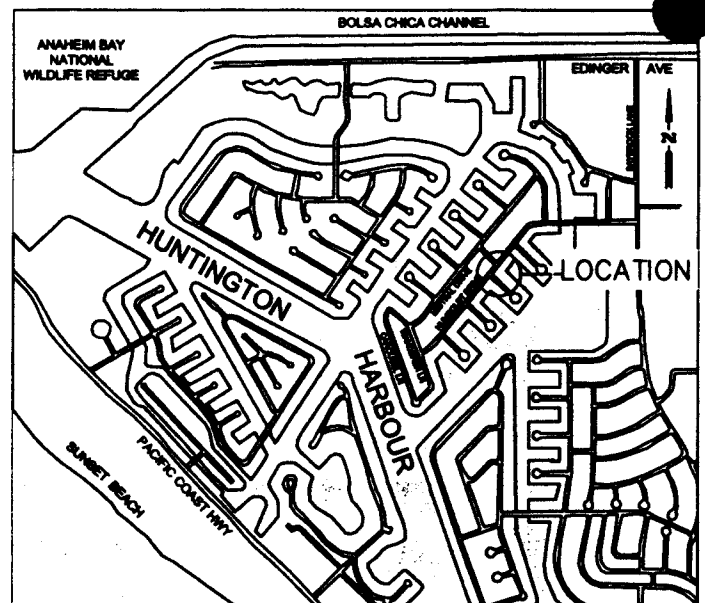 BOLSA CHICA CHANNEL
ANAHEIM BAY
NATIONAL
WILDLIFE REFUGE
EDINGER AVE
N
HUNTINGTON
LOCATION
HARBOUR
SUNSET BEACH
PACIFIC COAST HWY